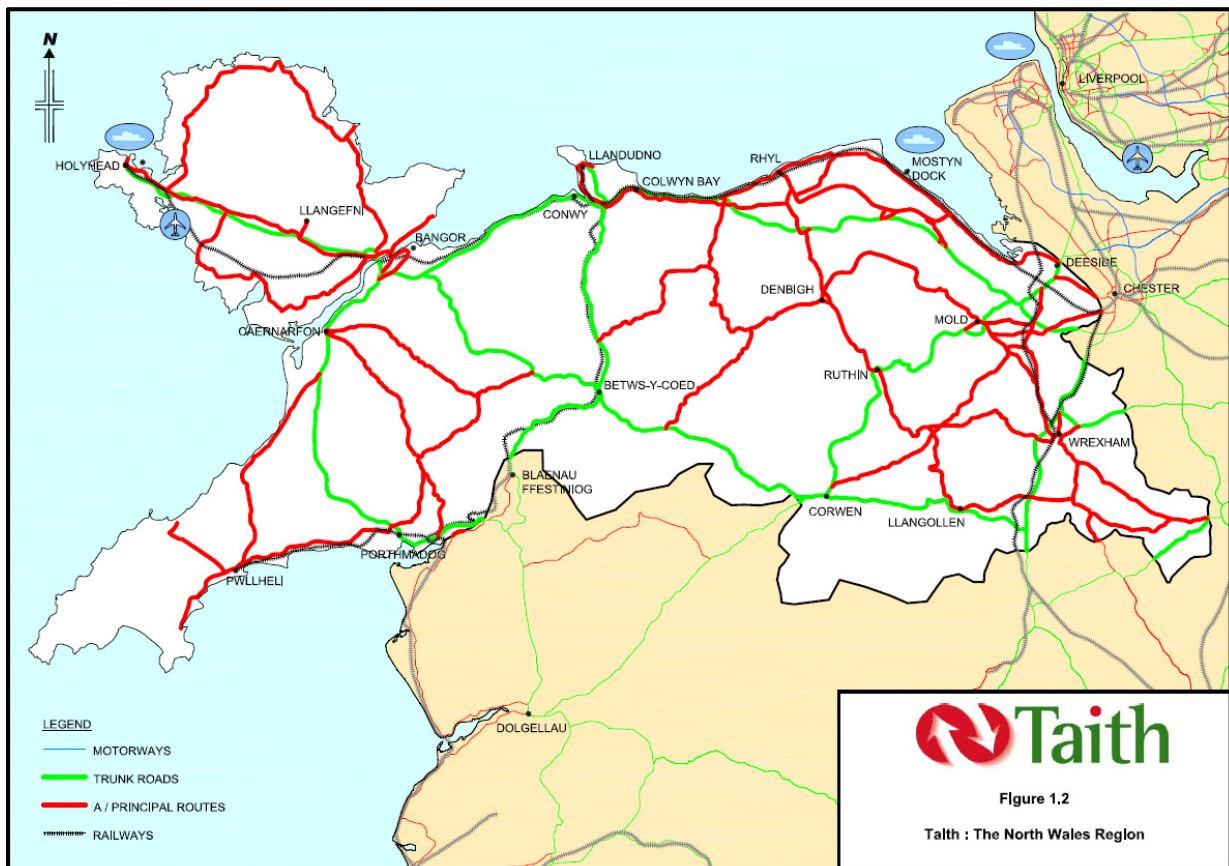 N
LIVERPOOL
HOLYHEAD
LLANDUDNO
RHYL
MOSTYN
DOCK
COLWYN BAY
CONWY
LLANGEFNI
BANGOR
DEESIDE
CHESTER
DENBIGH
MOLD
CAERNARFON
RUTHIN
BETWS-Y-COED
WREXHAM
BLAENAU
FFESTINIOG
CORWEN
LLANGOLLEN
PORTHMADOG
PWLLHELI
DOLGELLAU
LEGEND
MOTORWAYS
TRUNK ROADS
A / PRINCIPAL ROUTES
RAILWAYS
Taith
Figure 1.2
Taith : The North Wales Region